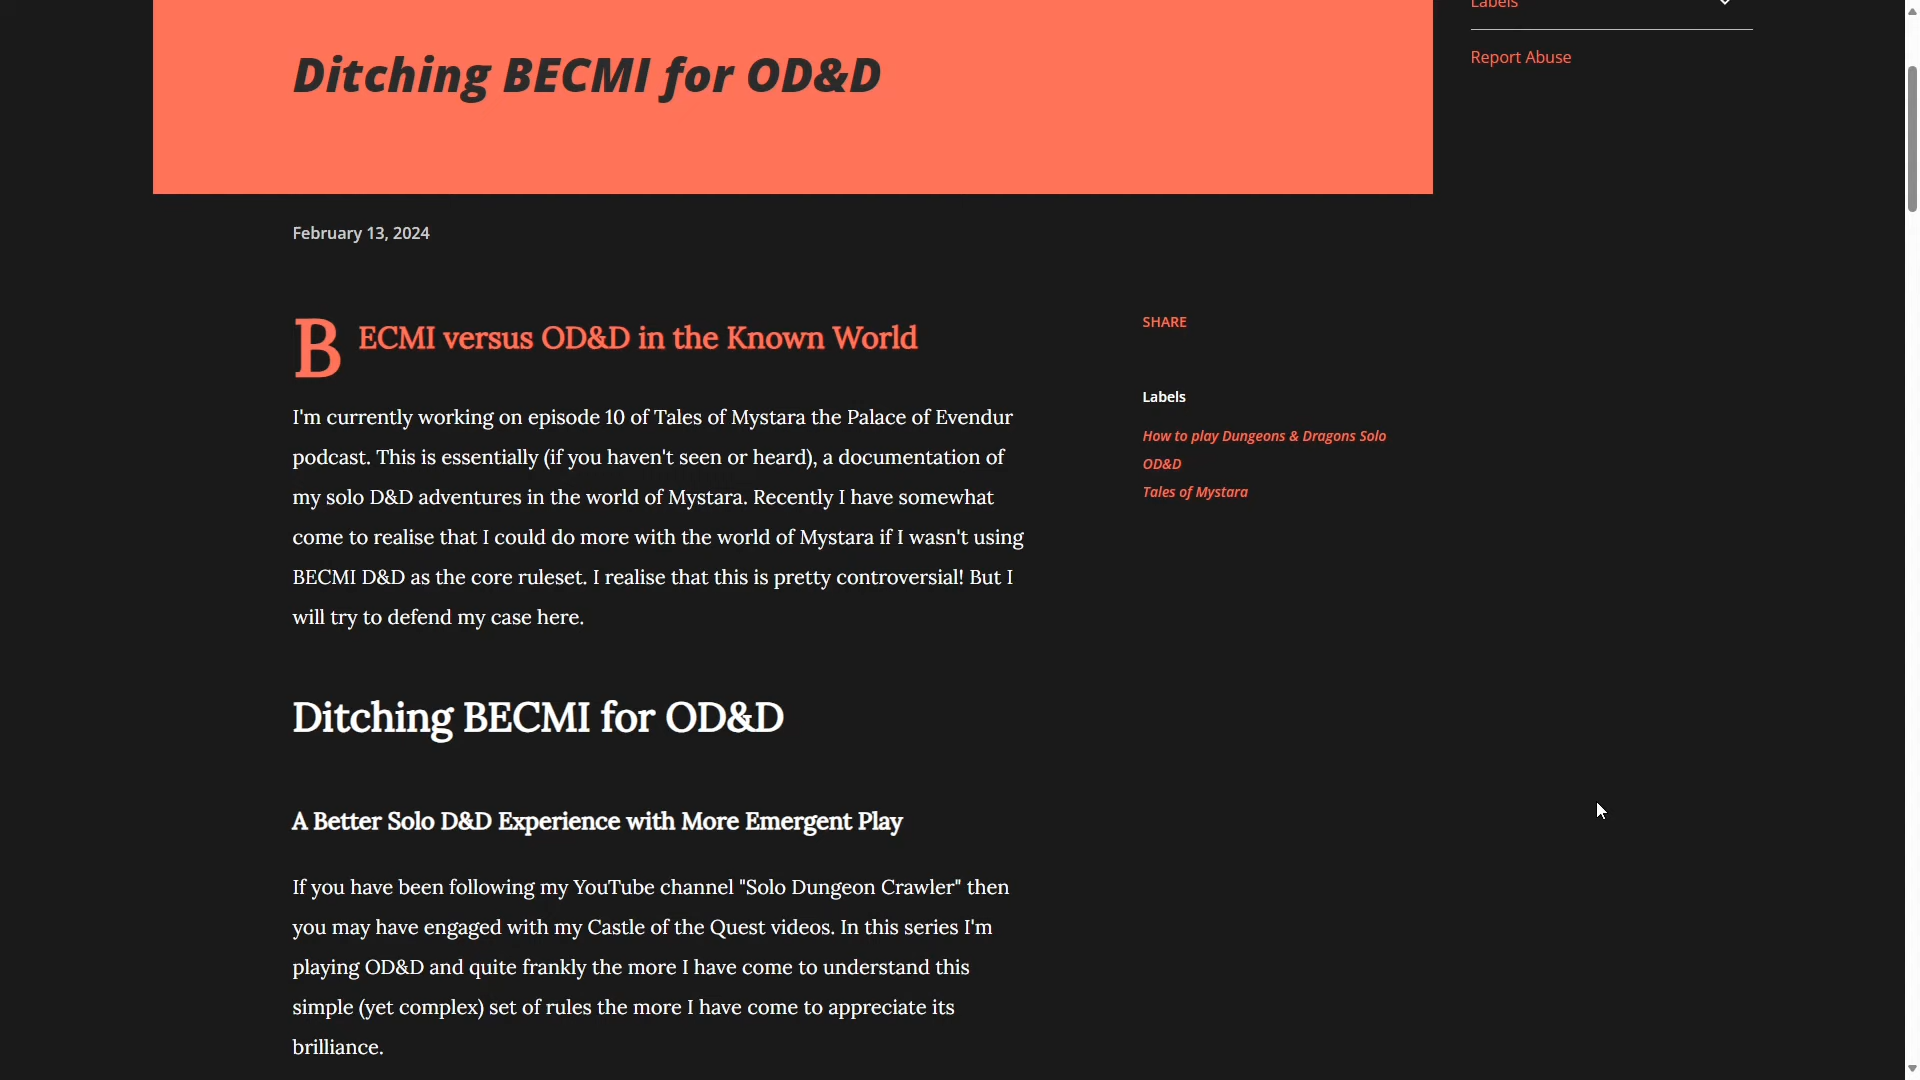 Labels
Report Abuse
Ditching BECMI for OD&D
February 13, 2024
BECMI versus OD&D in the Known World
I'm currently working on episode 10 of Tales of Mystara the Palace of Evendur
podcast. This is essentially (if you haven't seen or heard), a documentation of
my solo D&D adventures in the world of Mystara. Recently I have somewhat
come to realise that I could do more with the world of Mystara if I wasn't using
BECMI D&D as the core ruleset. I realise that this is pretty controversial! But I
will try to defend my case here.
Ditching BECMI for OD&D
A Better Solo D&D Experience with More Emergent Play
If you have been following my YouTube channel "Solo Dungeon Crawler" then
you may have engaged with my Castle of the Quest videos. In this series I'm
playing OD&D and quite frankly the more I have come to understand this
simple (yet complex) set of rules the more I have come to appreciate its
brilliance.
SHARE
Labels
How to play Dungeons & Dragons Solo
OD&D
Tales of Mystara